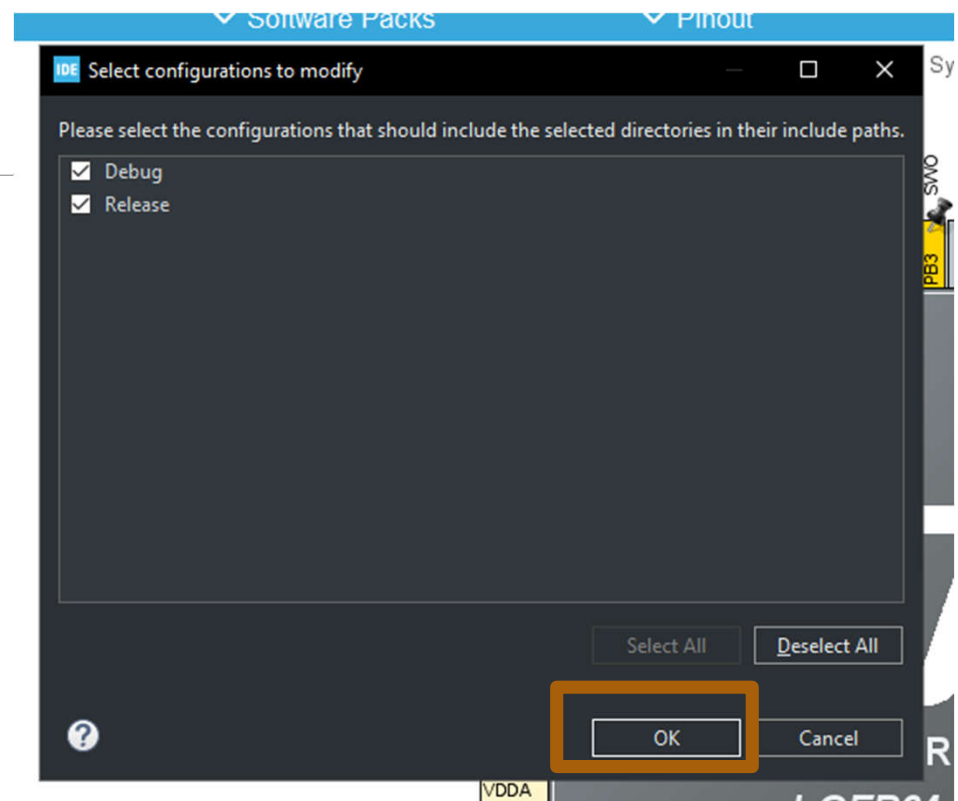 Software Packs
Pinout
IDE Select configurations to modify
Sy
Please select the configurations that should include the selected directories in their include paths.
Debug
Release
SWO
PB3
Select All
Deselect All
?
OK
Cancel
R
VDDA